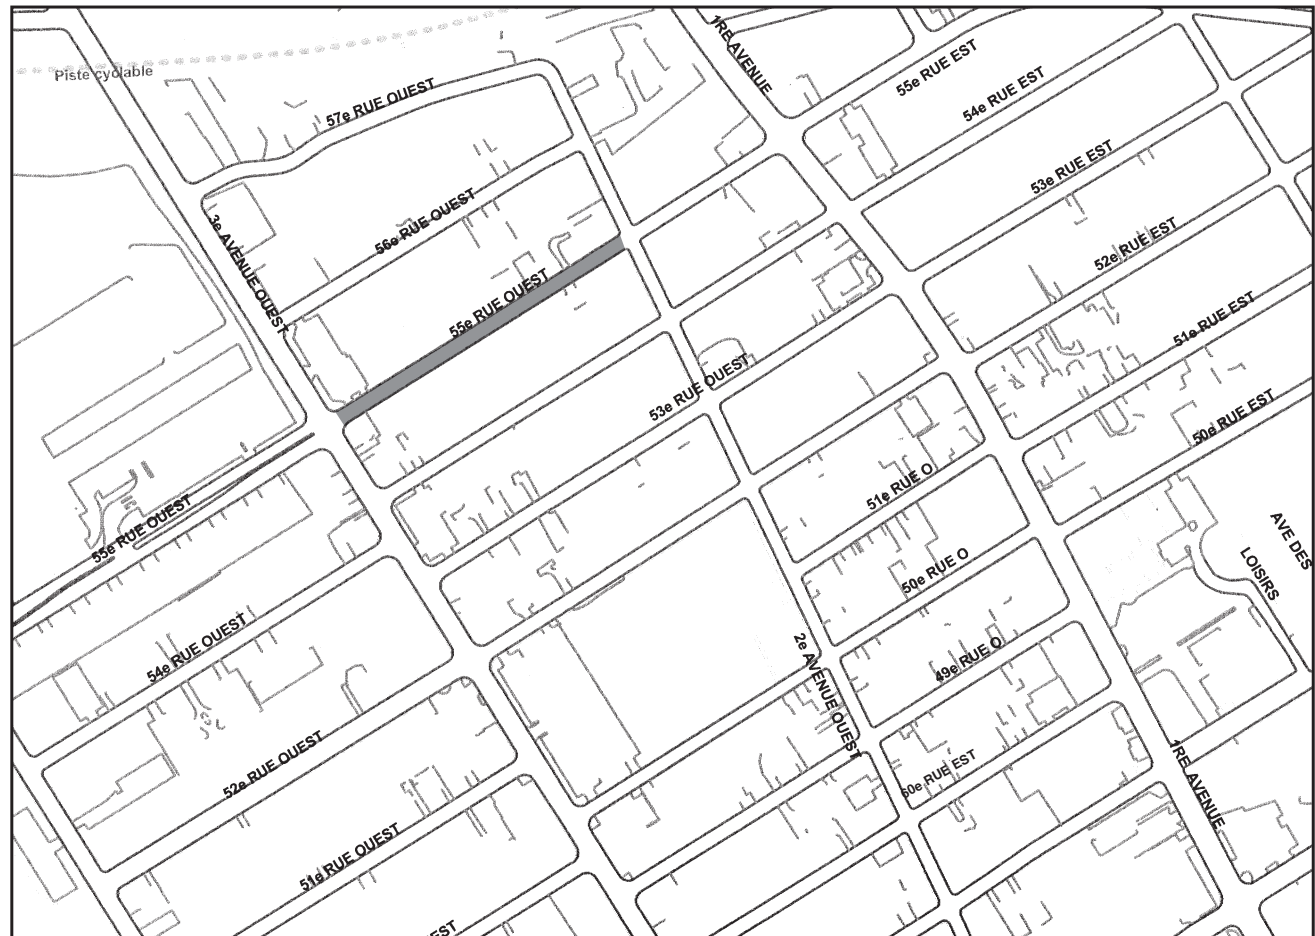 1RE AVENUE
55e RUE EST
Piste cyclable
54e RUE EST
57e RUE OUEST
53e RUE EST
56e RUE OUEST
3e AVENUE OUEST
52e RUE EST
55e RUE OUEST
51e RUE EST
53e RUE OUEST
50e RUE EST
51e RUE O
55e RUE OUEST
AVE DES
LOISIRS
50e RUE O
54e RUE OUEST
49e RUE O
2e AVENUE OUEST
52e RUE OUEST
60e RUE EST
1RE AVENUE
51e RUE OUEST
EST